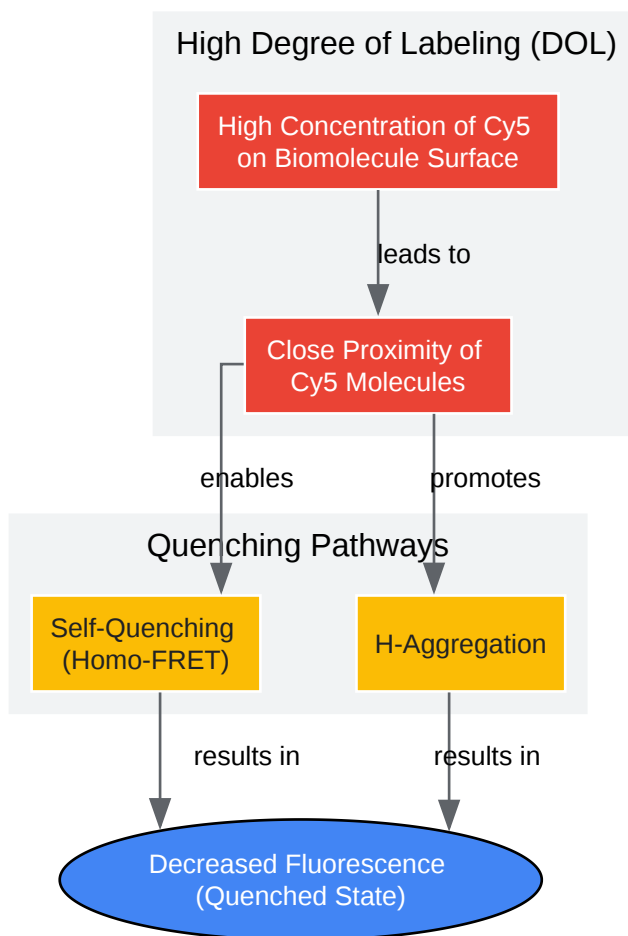 High Degree of Labeling (DOL)
High Concentration of Cy5
on Biomolecule Surface
leads to
Close Proximity of
Cy5 Molecules
enables
promotes
Quenching Pathways
Self-Quenching
(Homo-FRET)
H-Aggregation
results in
results in
Decreased Fluorescence
(Quenched State)